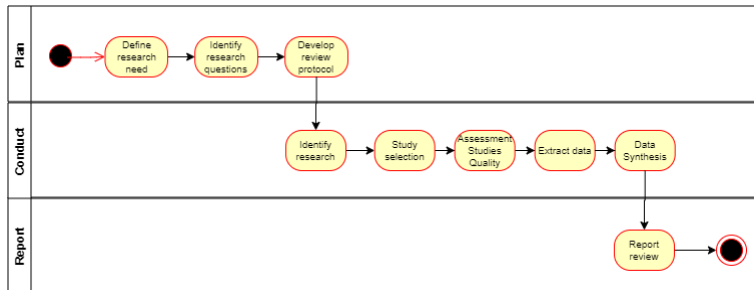 Plan
Define
research
need
Identify
research
questions
Develop
review
protocol
Conduct
Identify
research
Study
selection
Assessment
Studies
Quality
Extract data
Data
Synthesis
Report
Report
review